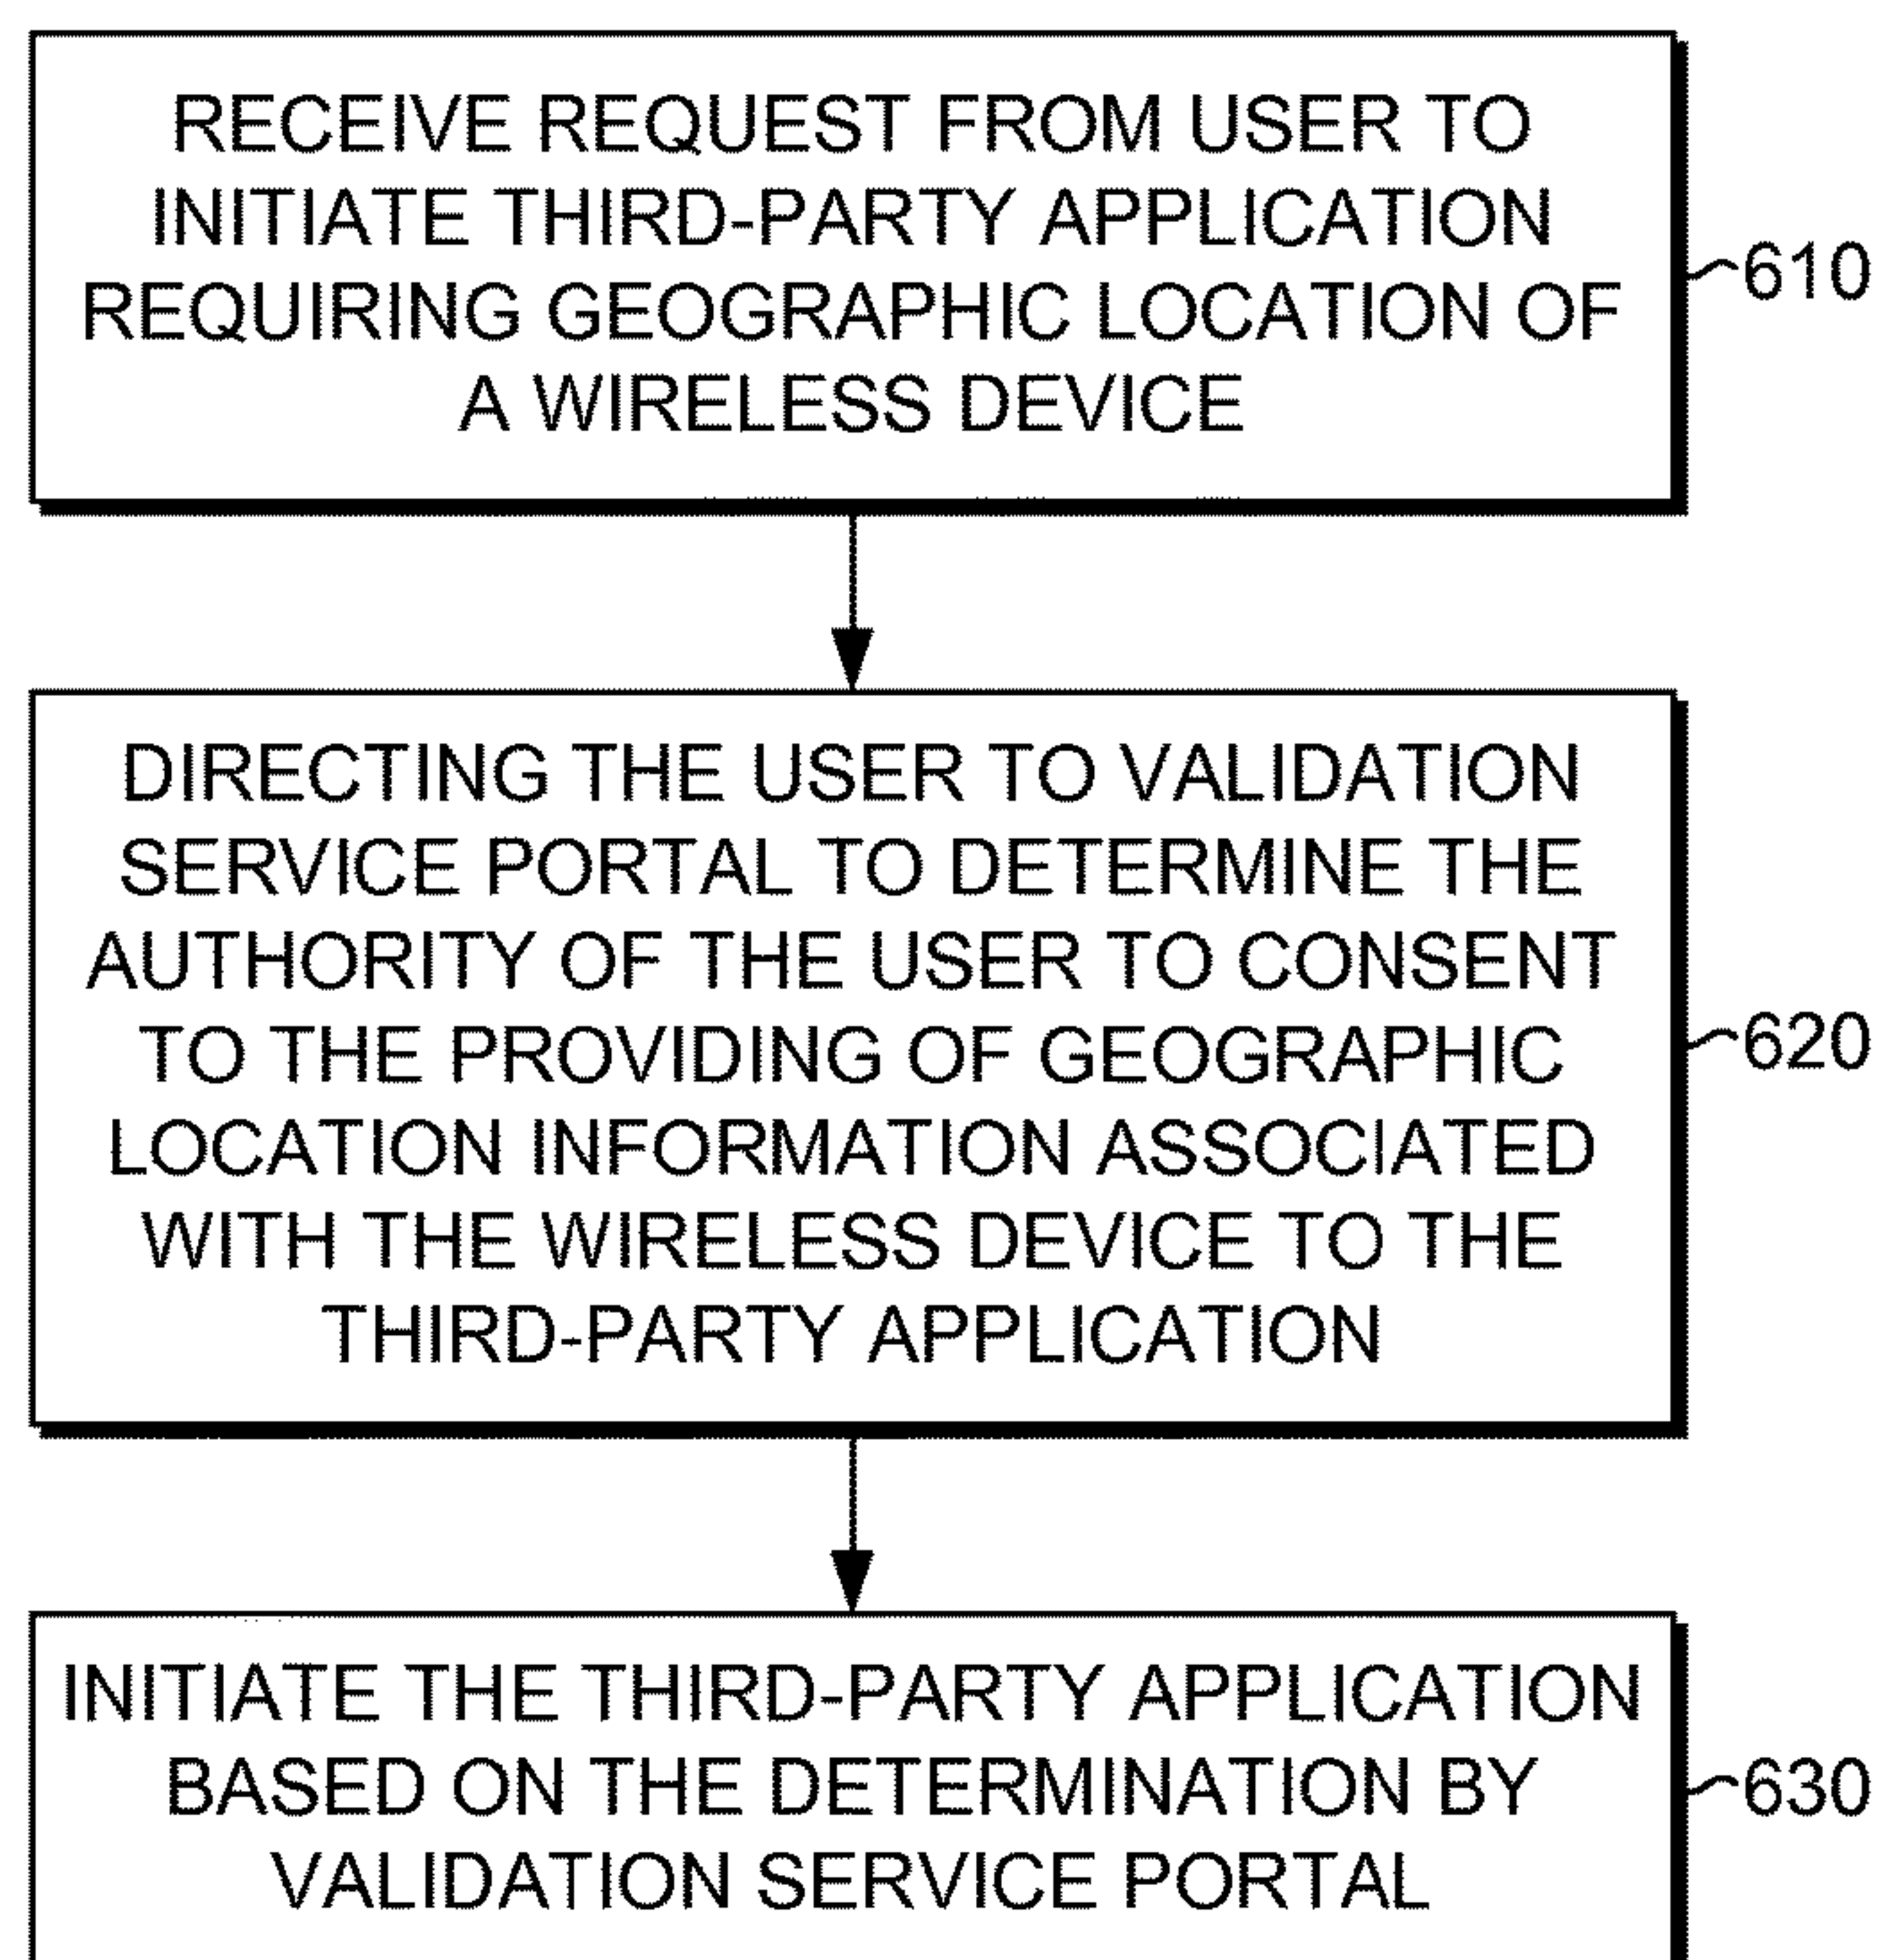 RECEIVE REQUEST FROM USER TO
INITIATE THIRD-PARTY APPLICATION
REQUIRING GEOGRAPHIC LOCATION OF
A WIRELESS DEVICE
610
DIRECTING THE USER TO VALIDATION
SERVICE PORTAL TO DETERMINE THE
AUTHORITY OF THE USER TO CONSENT
TO THE PROVIDING OF GEOGRAPHIC
LOCATION INFORMATION ASSOCIATED
WITH THE WIRELESS DEVICE TO THE
THIRD-PARTY APPLICATION
620
INITIATE THE THIRD-PARTY APPLICATION
BASED ON THE DETERMINATION BY
VALIDATION SERVICE PORTAL
630